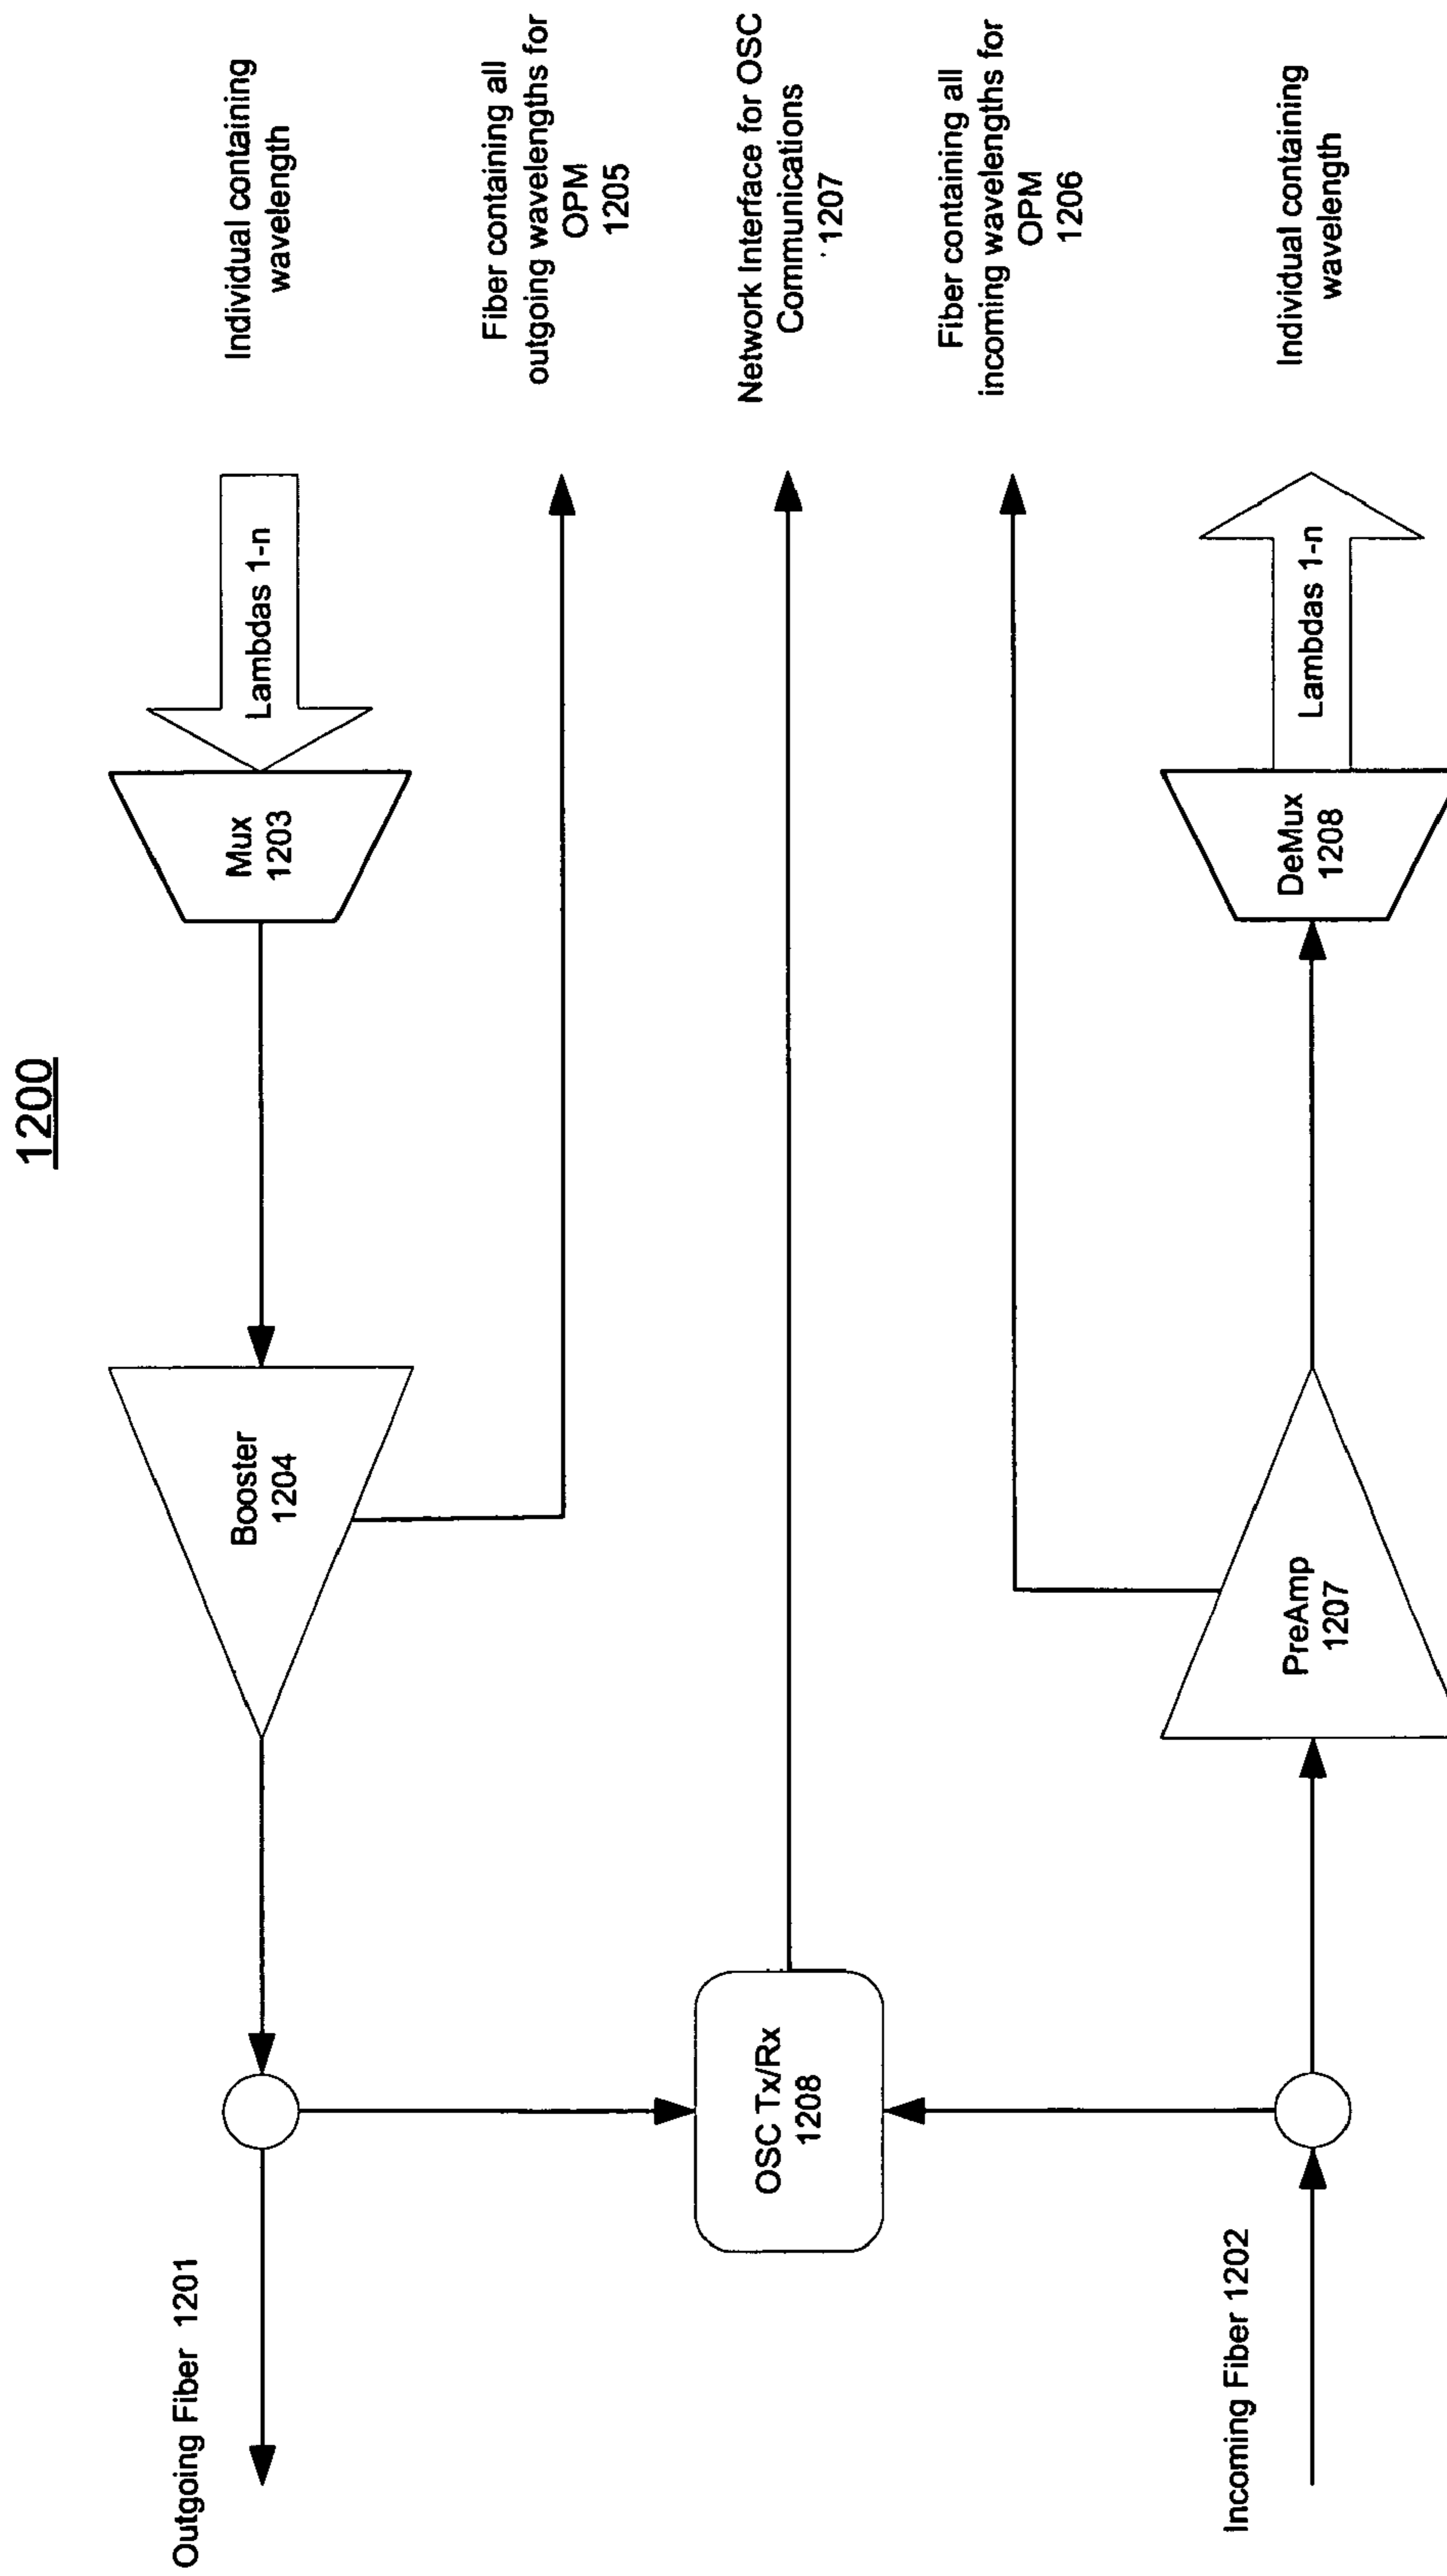 1200
Outgoing Fiber 1201
Booster
1204
Mux
1203
Lambdas 1-n
Individual containing
wavelength
Fiber containing all
outgoing wavelengths for
OPM
1205
OSC Tx/Rx
1208
Network Interface for OSC
Communications
1207
Fiber containing all
incoming wavelengths for
OPM
1206
Incoming Fiber 1202
PreAmp
1207
DeMux
1208
Lambdas 1-n
Individual containing
wavelength